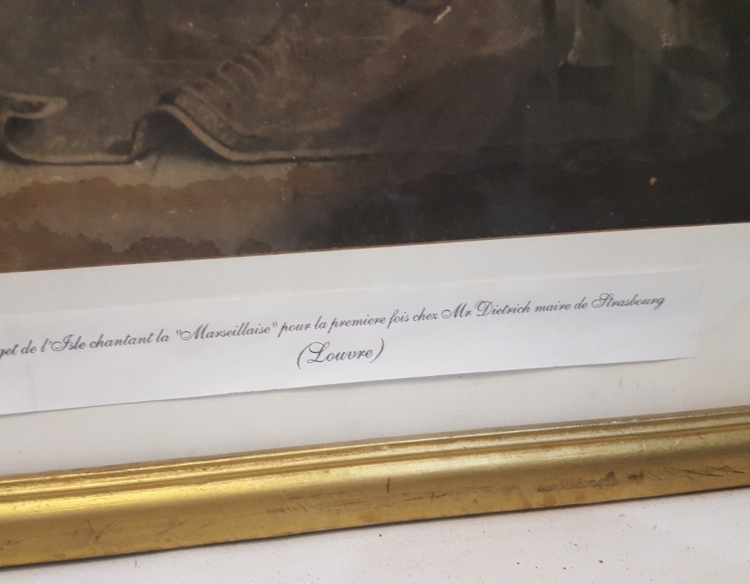 get de l'Isle chantant la "Marseillaise" pour la premiere fois chez Mr Dietrich maire de Strasbourg
(Louvre)